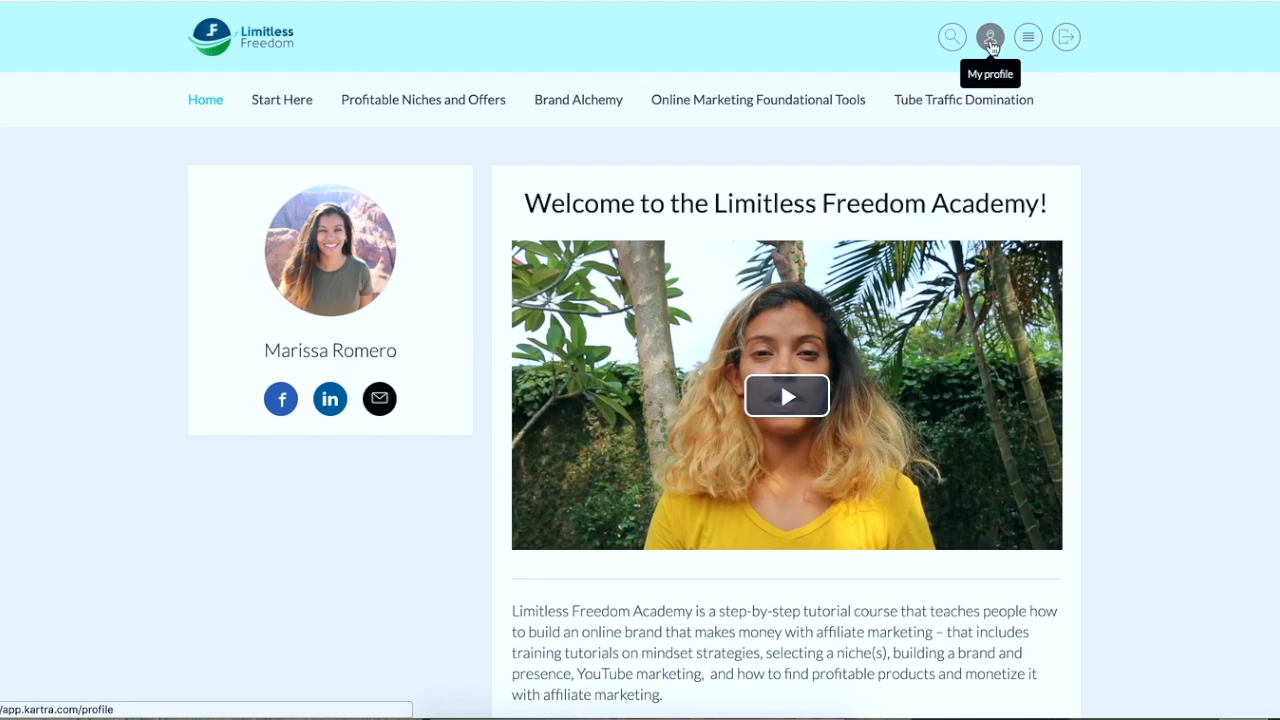 Limitless
Freedom
My profile
Home Start Here Profitable Niches and Offers Brand Alchemy Online Marketing Foundational Tools Tube Traffic Domination
Welcome to the Limitless Freedom Academy!
Marissa Romero
f
in
Limitless Freedom Academy is a step-by-step tutorial course that teaches people how
to build an online brand that makes money with affiliate marketing – that includes
training tutorials on mindset strategies, selecting a niche(s), building a brand and
presence, YouTube marketing, and how to find profitable products and monetize it
with affiliate marketing.
/app.kartra.com/profile